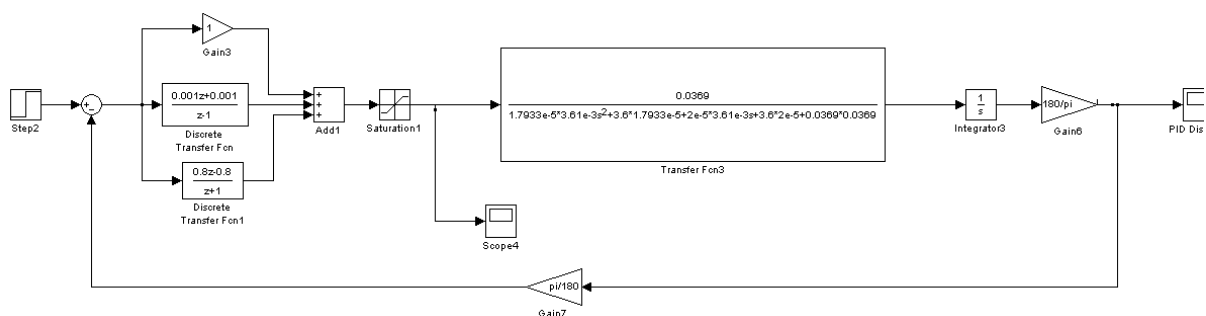 1
Gain3
Step2
+
−
0.001z+0.001
z-1
Discrete
Transfer Fcn
0.8z-0.8
z+1
Discrete
Transfer Fcn1
+
+
+
Add1
Saturation1
Scope4
0.0369
1.7933e-5*3.61e-3s²+3.6*1.7933e-5+2e-5*3.61e-3s+3.6*2e-5+0.0369*0.0369
Transfer Fcn3
1
s
Integrator3
180/pi
Gain6
PID Dis
pi/180
Gain7